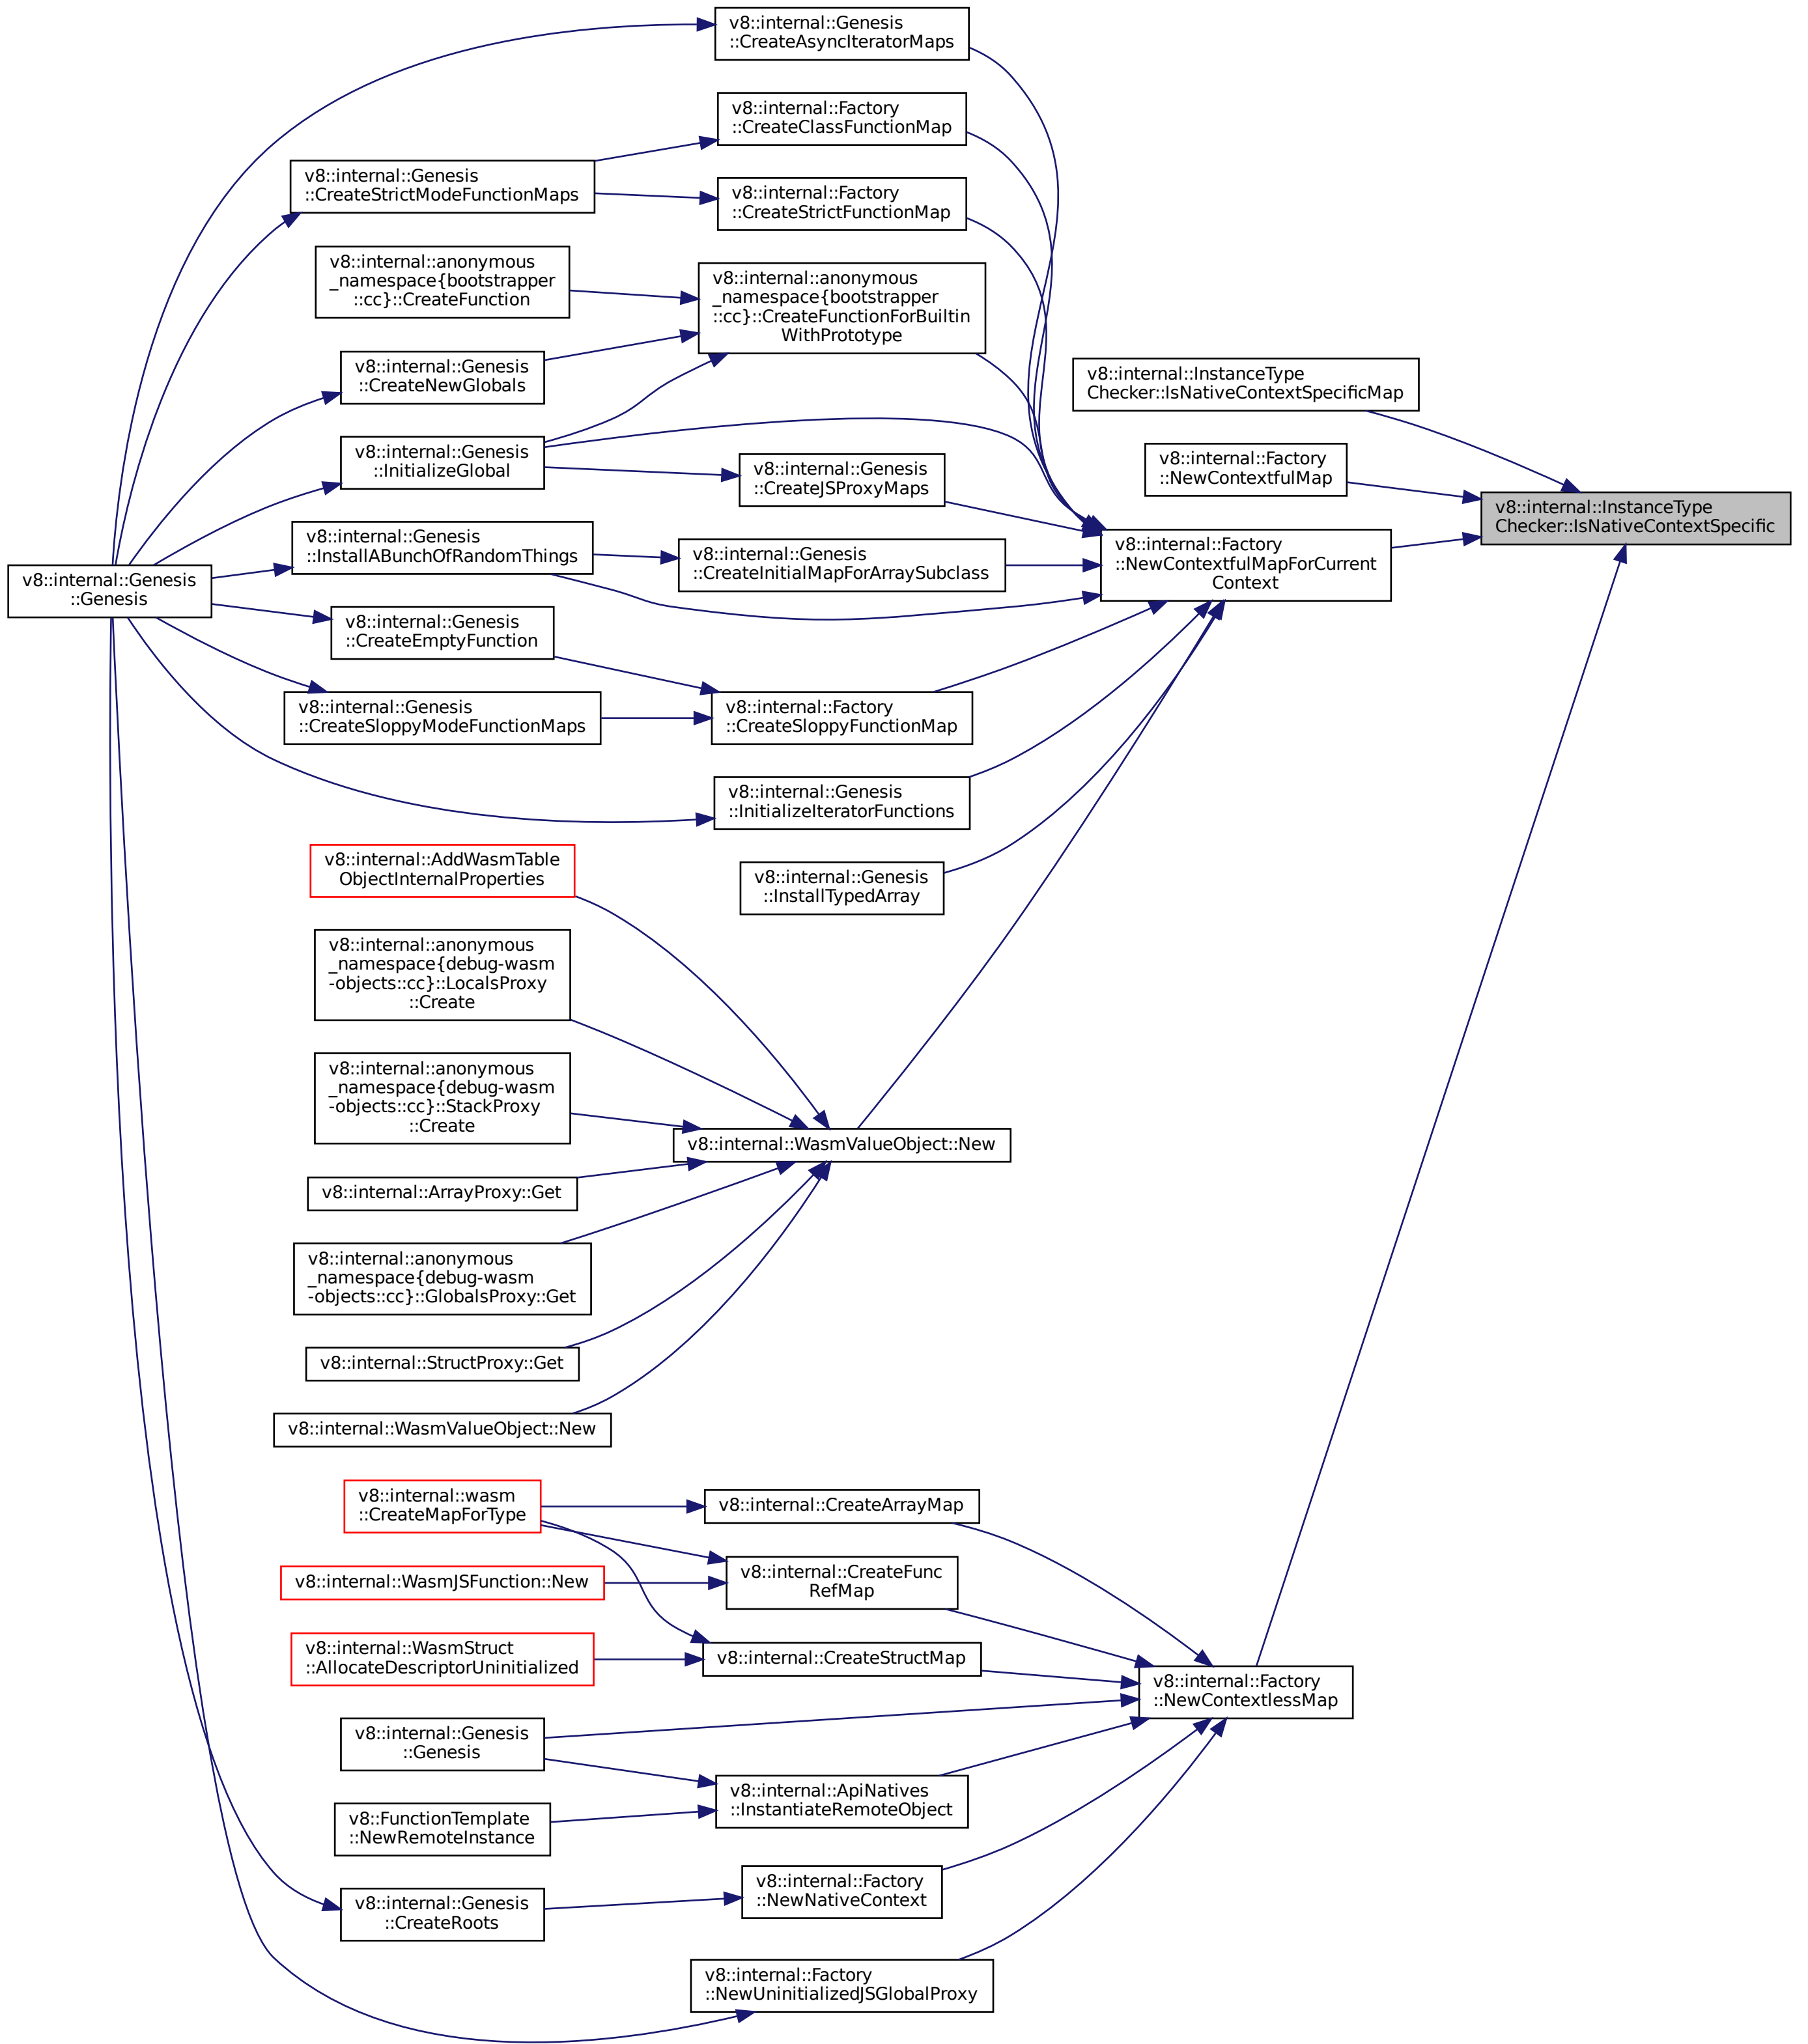 v8::internal::Genesis
::CreateAsyncIteratorMaps
v8::internal::Factory
::CreateClassFunctionMap
v8::internal::Genesis
::CreateStrictModeFunctionMaps
v8::internal::Factory
::CreateStrictFunctionMap
v8::internal::anonymous
_namespace{bootstrapper
::cc}::CreateFunction
v8::internal::anonymous
_namespace{bootstrapper
::cc}::CreateFunctionForBuiltin
WithPrototype
v8::internal::Genesis
::CreateNewGlobals
v8::internal::InstanceType
Checker::IsNativeContextSpecificMap
v8::internal::Genesis
::InitializeGlobal
v8::internal::Genesis
::CreateJSProxyMaps
v8::internal::Factory
::NewContextfulMap
v8::internal::InstanceType
Checker::IsNativeContextSpecific
v8::internal::Genesis
::InstallABunchOfRandomThings
v8::internal::Genesis
::CreateInitialMapForArraySubclass
v8::internal::Factory
::NewContextfulMapForCurrent
Context
v8::internal::Genesis
::Genesis
v8::internal::Genesis
::CreateEmptyFunction
v8::internal::Genesis
::CreateSloppyModeFunctionMaps
v8::internal::Factory
::CreateSloppyFunctionMap
v8::internal::Genesis
::InitializeIteratorFunctions
v8::internal::AddWasmTable
ObjectInternalProperties
v8::internal::Genesis
::InstallTypedArray
v8::internal::anonymous
_namespace{debug-wasm
-objects::cc}::LocalsProxy
::Create
v8::internal::anonymous
_namespace{debug-wasm
-objects::cc}::StackProxy
::Create
v8::internal::WasmValueObject::New
v8::internal::ArrayProxy::Get
v8::internal::anonymous
_namespace{debug-wasm
-objects::cc}::GlobalsProxy::Get
v8::internal::StructProxy::Get
v8::internal::WasmValueObject::New
v8::internal::wasm
::CreateMapForType
v8::internal::CreateArrayMap
v8::internal::WasmJSFunction::New
v8::internal::CreateFunc
RefMap
v8::internal::WasmStruct
::AllocateDescriptorUninitialized
v8::internal::CreateStructMap
v8::internal::Factory
::NewContextlessMap
v8::internal::Genesis
::Genesis
v8::internal::ApiNatives
::InstantiateRemoteObject
v8::FunctionTemplate
::NewRemoteInstance
v8::internal::Factory
::NewNativeContext
v8::internal::Genesis
::CreateRoots
v8::internal::Factory
::NewUninitializedJSGlobalProxy